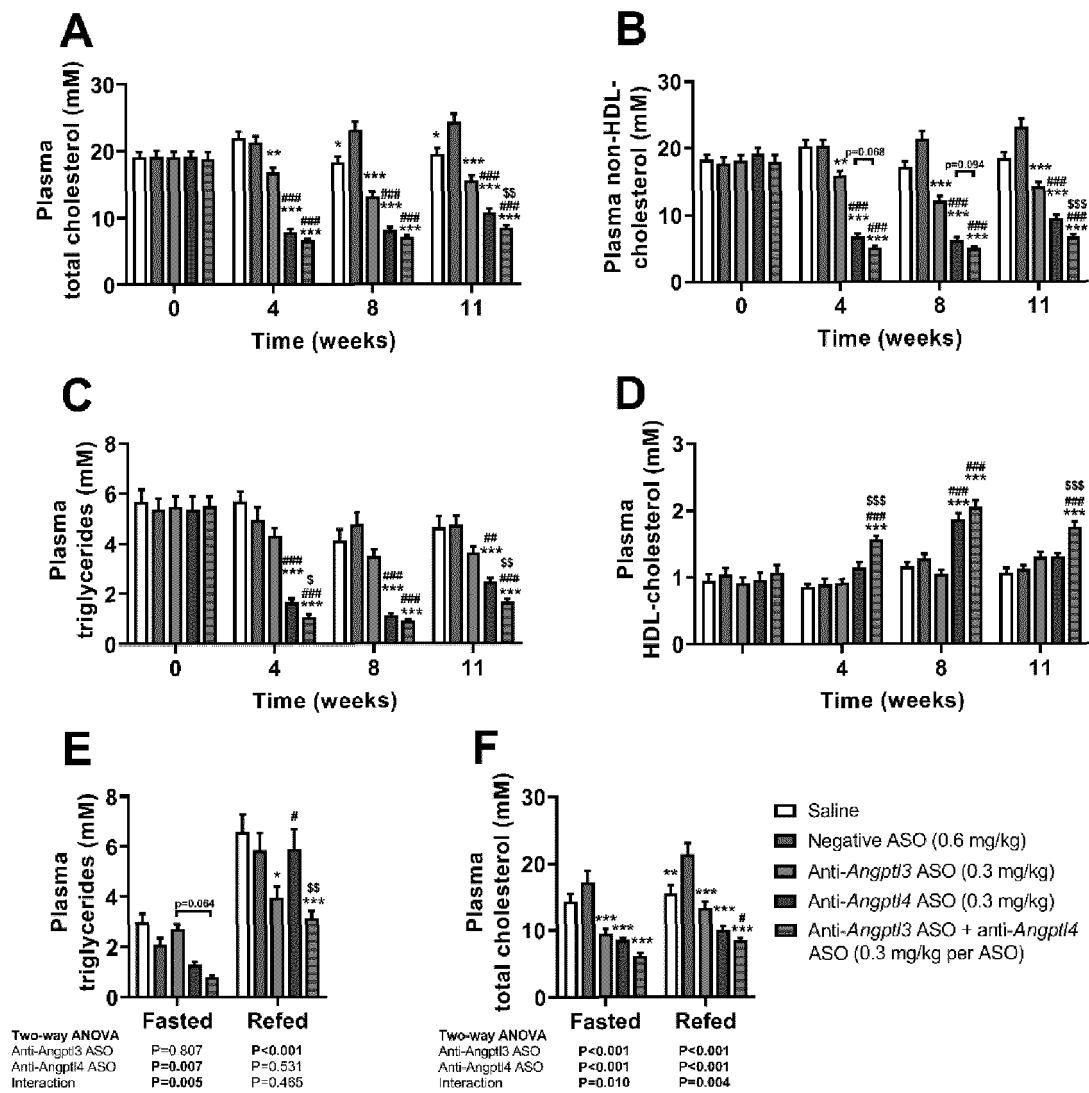 A
Plasma
total cholesterol (mM)
30
20
10
0
**
###
***
###
***
*
***
###
***
###
***
*
***
###
***
$$
###
***
0 4 8 11
Time (weeks)
B
Plasma non-HDL-
cholesterol (mM)
30
20
10
0
**
p=0.068
###
***
###
***
***
p=0.094
###
***
###
***
***
###
***
$$$
###
***
0 4 8 11
Time (weeks)
C
Plasma
triglycerides (mM)
8
6
4
2
0
###
***
$
###
***
###
***
###
***
##
***
$$
###
***
0 4 8 11
Time (weeks)
D
Plasma
HDL-cholesterol (mM)
3
2
1
0
$$$
###
***
###
***
###
***
$$$
###
***
4 8 11
Time (weeks)
E
Plasma
triglycerides (mM)
8
6
4
2
0
p=0.064
*
#
$$
***
Fasted Refed
Two-way ANOVA
Anti-Angptl3 ASO P=0.807 P<0.001
Anti-Angptl4 ASO P=0.007 P=0.531
Interaction P=0.005 P=0.465
F
Plasma
total cholesterol (mM)
30
20
10
0
***
***
***
**
***
***
#
***
Fasted Refed
Two-way ANOVA
Anti-Angptl3 ASO P<0.001 P<0.001
Anti-Angptl4 ASO P<0.001 P<0.001
Interaction P=0.010 P=0.004
Saline
Negative ASO (0.6 mg/kg)
Anti-Angptl3 ASO (0.3 mg/kg)
Anti-Angptl4 ASO (0.3 mg/kg)
Anti-Angptl3 ASO + anti-Angptl4
ASO (0.3 mg/kg per ASO)